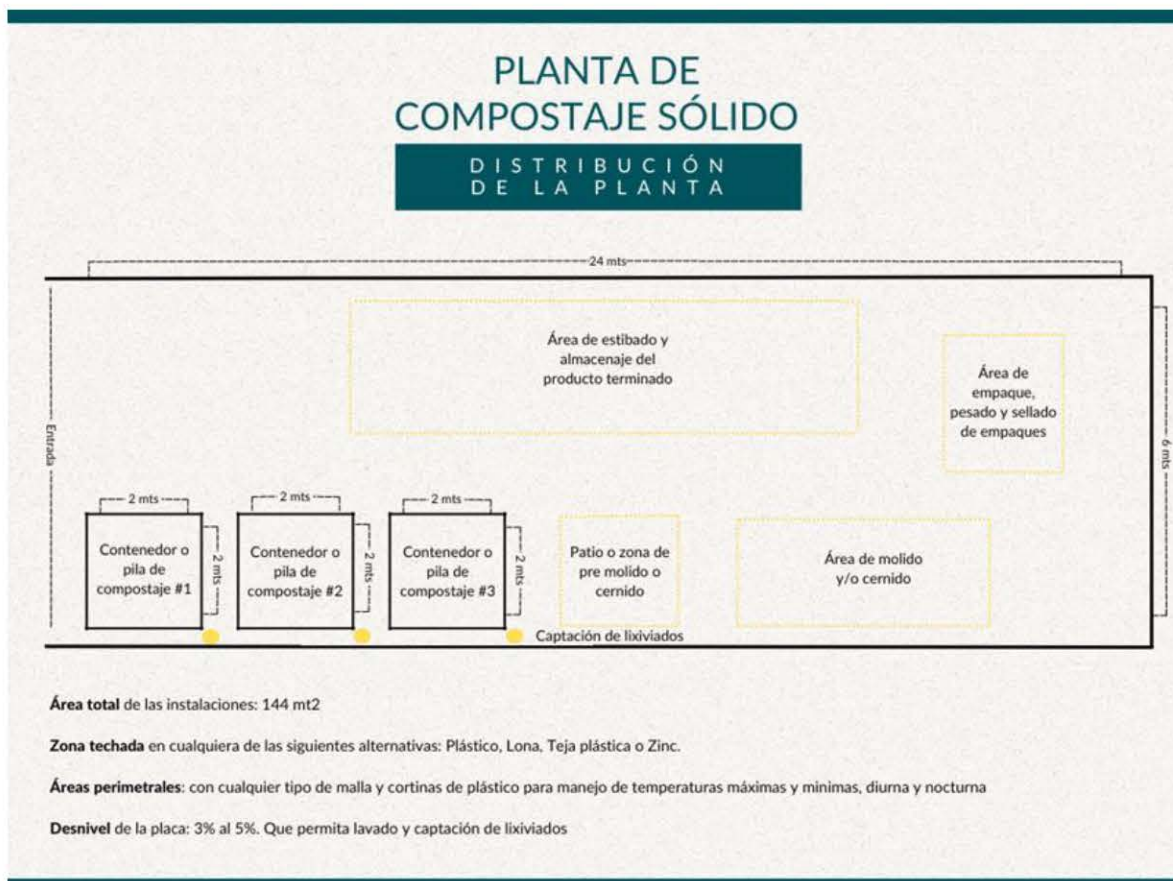 PLANTA DE
COMPOSTAJE SÓLIDO
DISTRIBUCIÓN
DE LA PLANTA
24 mts
Entrada
Área de estibado y
almacenaje del
producto terminado
Área de
empaque,
pesado y sellado
de empaques
6 mts
2 mts
2 mts
2 mts
Contenedor o
pila de
compostaje #1
2 mts
Contenedor o
pila de
compostaje #2
2 mts
Contenedor o
pila de
compostaje #3
2 mts
Patio o zona de
pre molido o
cernido
Área de molido
y/o cernido
Captación de lixiviados
Área total de las instalaciones: 144 mt2
Zona techada en cualquiera de las siguientes alternativas: Plástico, Lona, Teja plástica o Zinc.
Áreas perimetrales: con cualquier tipo de malla y cortinas de plástico para manejo de temperaturas máximas y minimas, diurna y nocturna
Desnivel de la placa: 3% al 5%. Que permita lavado y captación de lixiviados